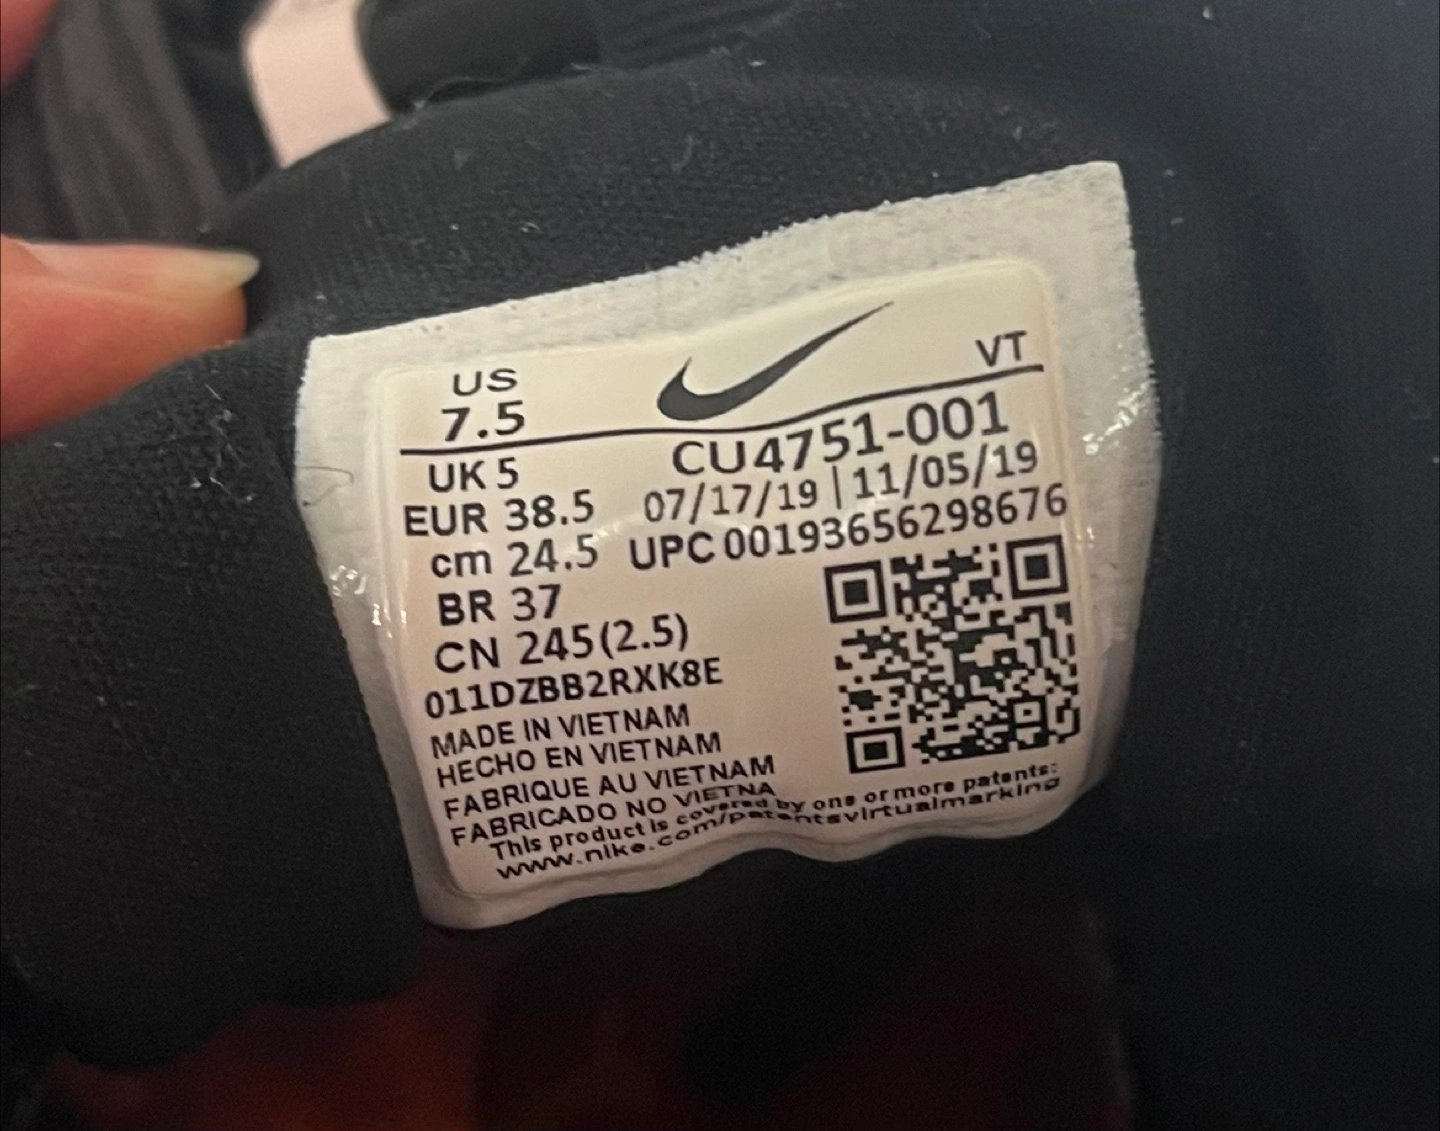 US
7.5
VT
UK 5
CU4751-001
EUR 38.5
07/17/19 | 11/05/19
cm 24.5
UPC 00193656298676
BR 37
CN 245(2.5)
011DZBB2RXK8E
MADE IN VIETNAM
HECHO EN VIETNAM
FABRIQUE AU VIETNAM
FABRICADO NO VIETNA
This product is covered by one or more patents:
www.nike.com/patentsvirtualmarking